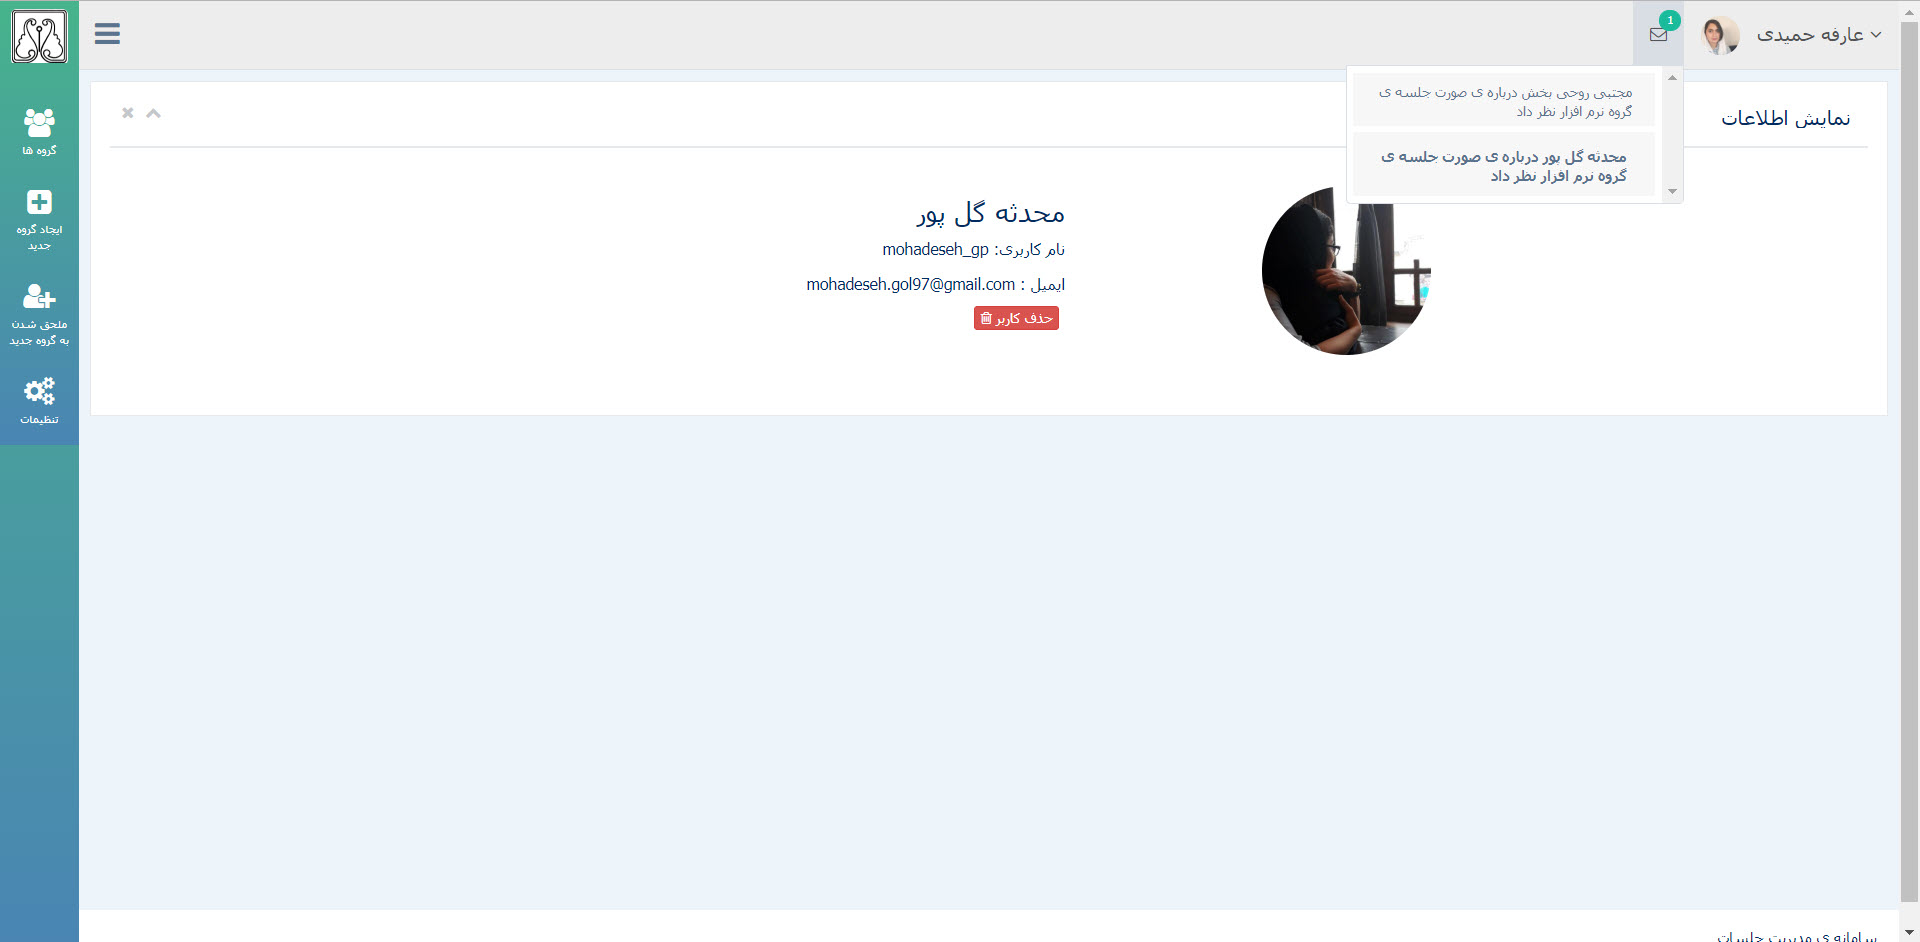 عارفه حمیدی
1
مجتبی روحی بخش درباره ی صورت جلسه ی
گروه نرم افزار نظر داد
محدثه گل پور درباره ی صورت جلسه ی
گروه نرم افزار نظر داد
نمایش اطلاعات
محدثه گل پور
نام کاربری: mohadeseh_gp
ایمیل : mohadeseh.gol97@gmail.com
حذف کاربر
گروه ها
ایجاد گروه
جدید
ملحق شدن
به گروه جدید
تنظیمات
سامانه ی مدیریت جلسات